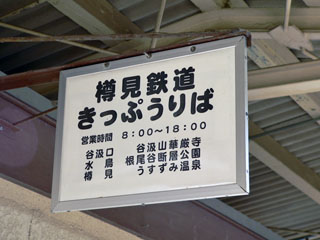 樽見鉄道
きっぷうりば
営業時間 8:00～18:00
谷汲口 谷汲山華厳寺
水鳥 根尾谷断層公園
樽見 うすずみ温泉